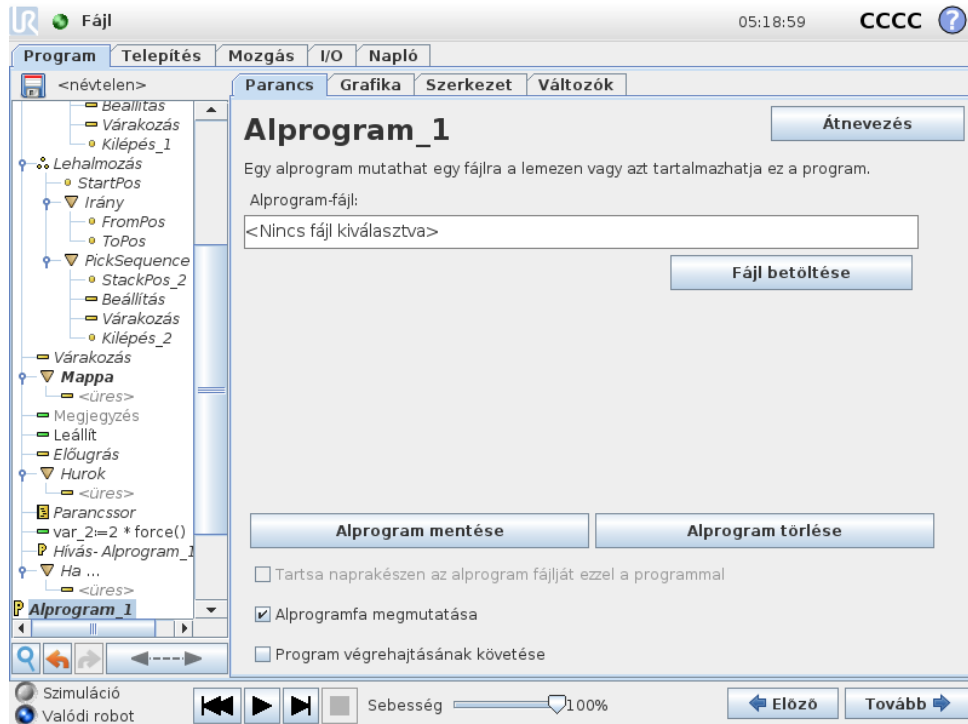 UR Fájl 05:18:59 CCCC ?
Program Telepítés Mozgás I/O Napló
<névtelen>
Parancs Grafika Szerkezet Változók
Beállítás
Várakozás
Kilépés_1
Lehalmozás
StartPos
Irány
FromPos
ToPos
PickSequence
StackPos_2
Beállítás
Várakozás
Kilépés_2
Várakozás
Mappa
<üres>
Megjegyzés
Leállít
Előugrás
Hurok
<üres>
Parancssor
var_2≔2 * force()
Hívás- Alprogram_1
Ha ...
<üres>
Alprogram_1
Alprogram_1
Átnevezés
Egy alprogram mutathat egy fájlra a lemezen vagy azt tartalmazhatja ez a program.
Alprogram-fájl:
<Nincs fájl kiválasztva>
Fájl betöltése
Alprogram mentése
Alprogram törlése
Tartsa naprakészen az alprogram fájlját ezzel a programmal
Alprogramfa megmutatása
Program végrehajtásának követése
Szimuláció
Valódi robot
Sebesség 100%
Előző
Tovább